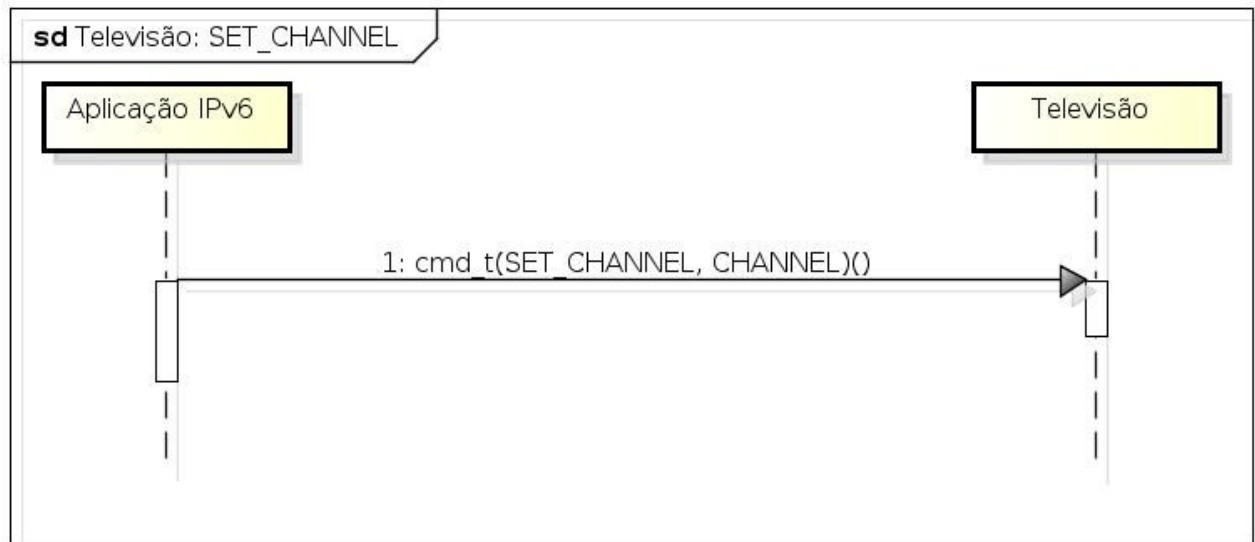 sd Televisão: SET_CHANNEL
Aplicação IPv6
Televisão
1: cmd_t(SET_CHANNEL, CHANNEL)()